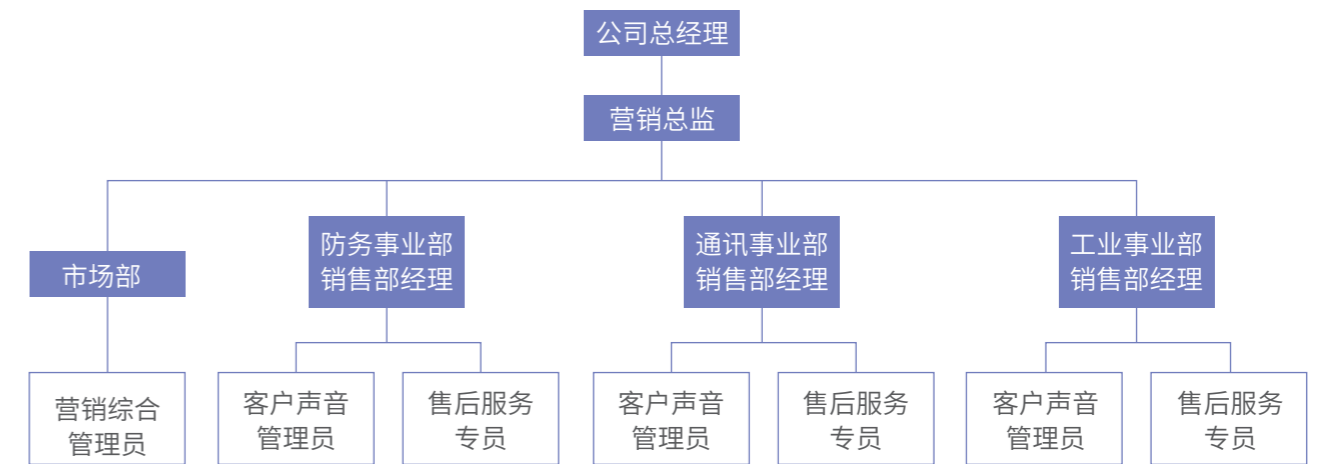 公司总经理
营销总监
市场部
防务事业部
销售部经理
通讯事业部
销售部经理
工业事业部
销售部经理
营销综合
管理员
客户声音
管理员
售后服务
专员
客户声音
管理员
售后服务
专员
客户声音
管理员
售后服务
专员